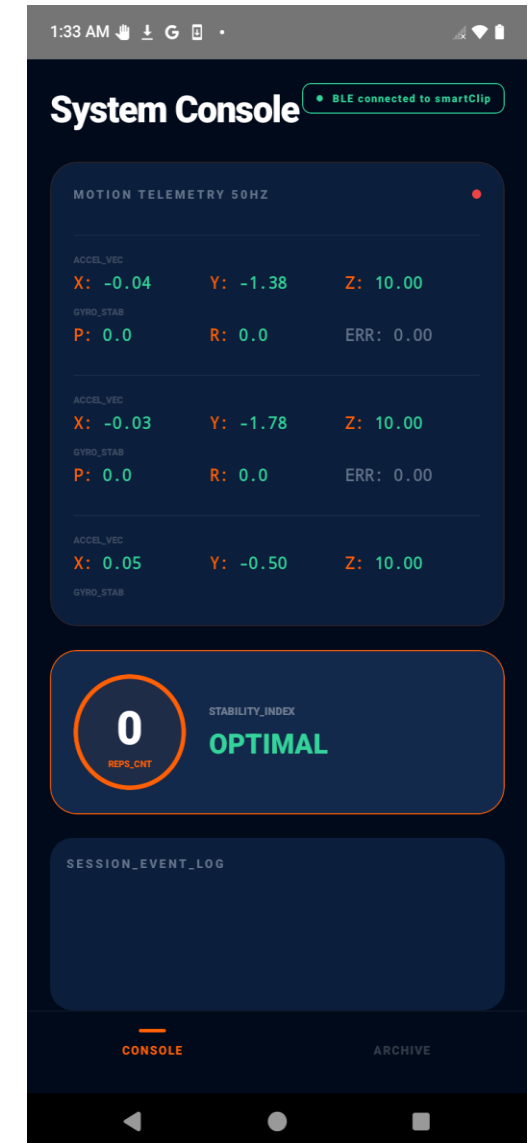 1:33 AM G
System Console
BLE connected to smartClip
MOTION TELEMETRY 50HZ
ACCEL_VEC
X: -0.04 Y: -1.38 Z: 10.00
GYRO_STAB
P: 0.0 R: 0.0 ERR: 0.00
ACCEL_VEC
X: -0.03 Y: -1.78 Z: 10.00
GYRO_STAB
P: 0.0 R: 0.0 ERR: 0.00
ACCEL_VEC
X: 0.05 Y: -0.50 Z: 10.00
GYRO_STAB
0
REPS_CNT
STABILITY_INDEX
OPTIMAL
SESSION_EVENT_LOG
CONSOLE ARCHIVE